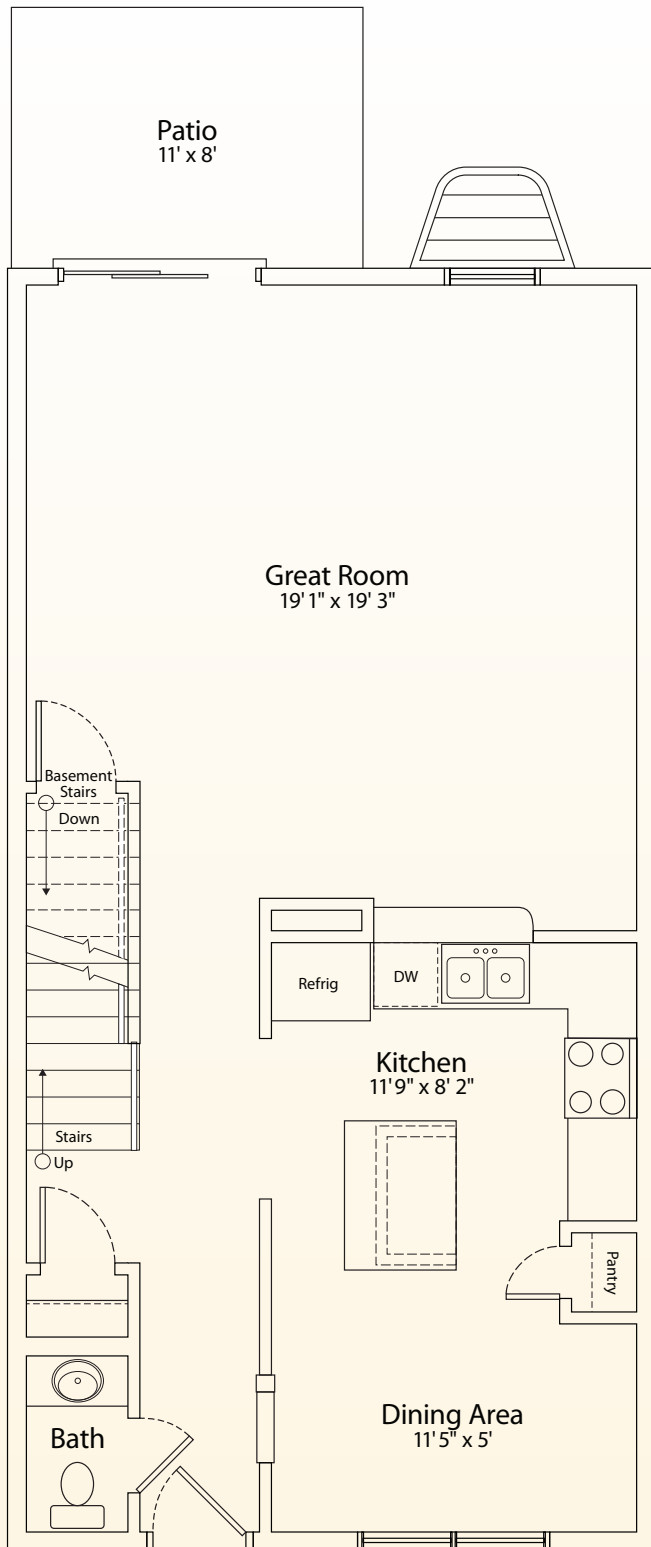 Patio
11' x 8'
Great Room
19' 1" x 19' 3"
Basement
Stairs
Down
Refrig
DW
Kitchen
11'9" x 8' 2"
Stairs
Up
Pantry
Dining Area
11' 5" x 5'
Bath